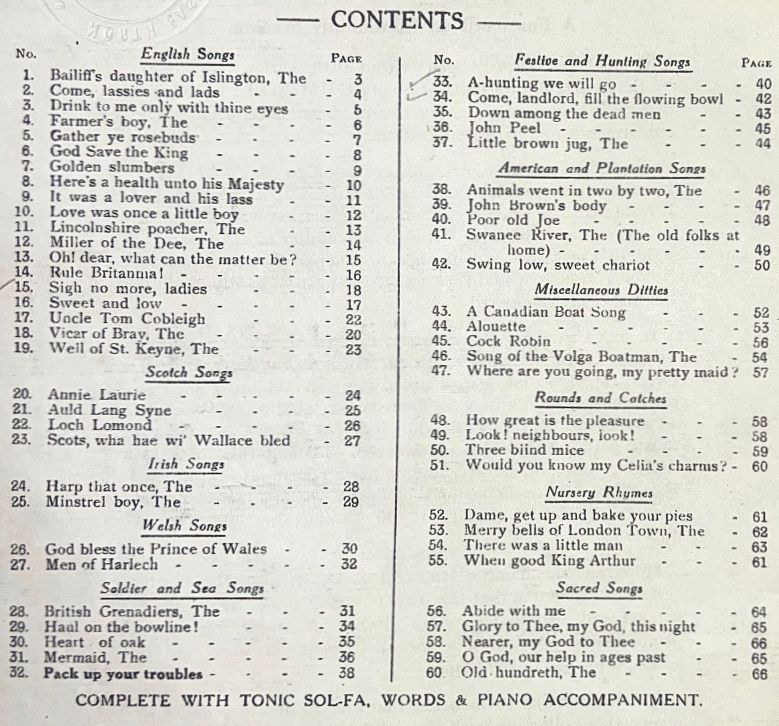 CONTENTS
No. English Songs PAGE
1. Bailiff's daughter of Islington, The - 3
2. Come, lassies and lads - - - 4
3. Drink to me only with thine eyes - 5
4. Farmer's boy, The - - - - 6
5. Gather ye rosebuds - - - - 7
6. God Save the King - - - - 8
7. Golden slumbers - - - - 9
8. Here's a health unto his Majesty - 10
9. It was a lover and his lass - - 11
10. Love was once a little boy - - 12
11. Lincolnshire poacher, The - - 13
12. Miller of the Dee, The - - - 14
13. Oh! dear, what can the matter be? - 15
14. Rule Britannia! - - - - 16
15. Sigh no more, ladies - - - 18
16. Sweet and low - - - - 17
17. Uncle Tom Cobleigh - - - 22
18. Vicar of Bray, The - - - - 20
19. Well of St. Keyne, The - - - 23
Scotch Songs
20. Annie Laurie - - - - - 24
21. Auld Lang Syne - - - - 25
22. Loch Lomond - - - - - 26
23. Scots, wha hae wi' Wallace bled - 27
Irish Songs
24. Harp that once, The - - - - 28
25. Minstrel boy, The - - - - 29
Welsh Songs
26. God bless the Prince of Wales - - 30
27. Men of Harlech - - - - - 32
Soldier and Sea Songs
28. British Grenadiers, The - - - 31
29. Haul on the bowline! - - - 34
30. Heart of oak - - - - - 35
31. Mermaid, The - - - - - 36
32. Pack up your troubles - - - - 38
No. Festive and Hunting Songs PAGE
33. A-hunting we will go - - - - 40
34. Come, landlord, fill the flowing bowl - 42
35. Down among the dead men - - - 43
36. John Peel - - - - - - 45
37. Little brown jug, The - - - - 44
American and Plantation Songs
38. Animals went in two by two, The - 46
39. John Brown's body - - - - 47
40. Poor old Joe - - - - - 48
41. Swanee River, The (The old folks at
home) - - - - - - 49
42. Swing low, sweet chariot - - 50
Miscellaneous Ditties
43. A Canadian Boat Song - - - 52
44. Alouette - - - - - - 53
45. Cock Robin - - - - - 56
46. Song of the Volga Boatman, The - 54
47. Where are you going, my pretty maid? 57
Rounds and Catches
48. How great is the pleasure - - - 58
49. Look! neighbours, look! - - - 58
50. Three blind mice - - - - 59
51. Would you know my Celia's charms? - 60
Nursery Rhymes
52. Dame, get up and bake your pies - 61
53. Merry bells of London Town, The - 62
54. There was a little man - - - 63
55. When good King Arthur - - - 61
Sacred Songs
56. Abide with me - - - - - 64
57. Glory to Thee, my God, this night - 65
58. Nearer, my God to Thee - - - 66
59. O God, our help in ages past - - 65
60. Old hundreth, The - - - - 66
COMPLETE WITH TONIC SOL-FA, WORDS & PIANO ACCOMPANIMENT.